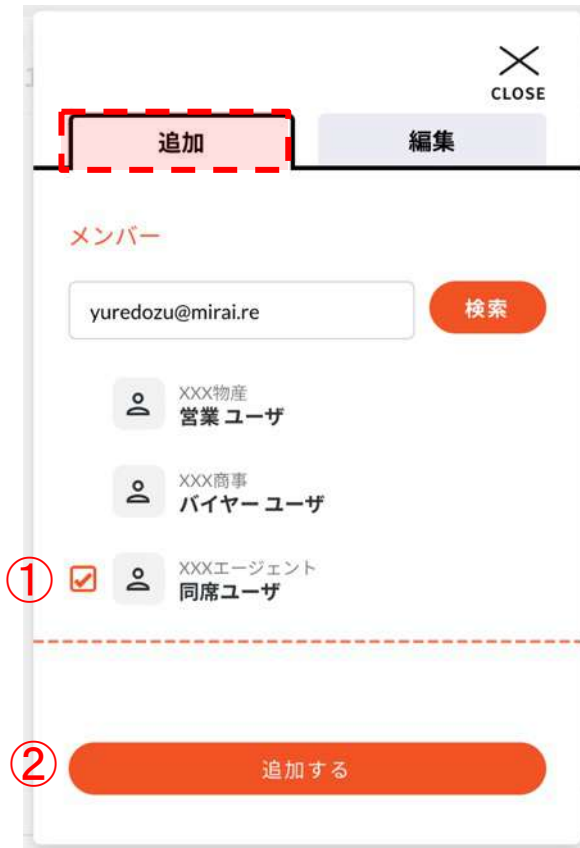 CLOSE
追加
編集
メンバー
yuredozu@mirai.re
検索
XXX物産
営業 ユーザ
XXX商事
バイヤー ユーザ
①
XXXエージェント
同席ユーザ
②
追加する